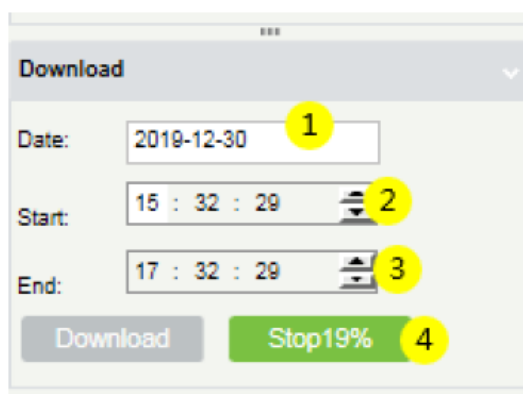 Download
Date: 2019-12-30 1
Start: 15 : 32 : 29 2
End: 17 : 32 : 29 3
Download Stop19% 4